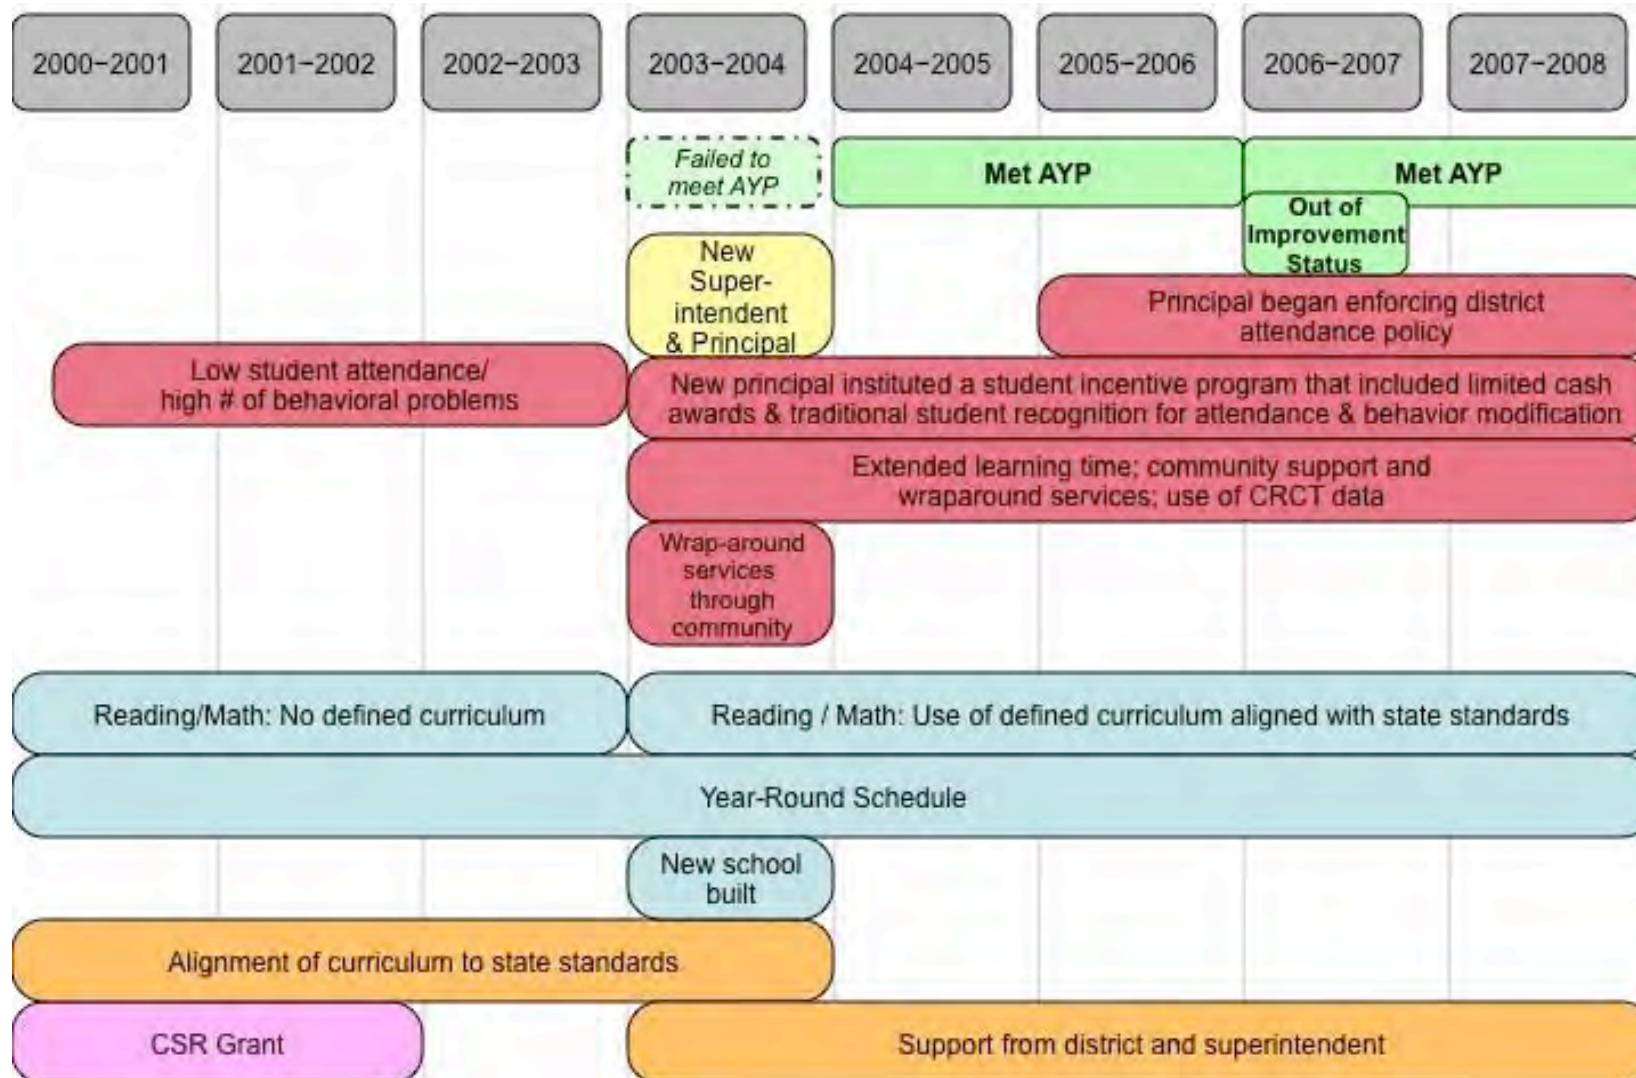 2000−2001
2001−2002
2002−2003
2003−2004
2004−2005
2005−2006
2006−2007
2007−2008
Failed to
meet AYP
Met AYP
Met AYP
Out of
Improvement
Status
New
Super-
intendent
& Principal
Principal began enforcing district
attendance policy
Low student attendance/
high # of behavioral problems
New principal instituted a student incentive program that included limited cash
awards & traditional student recognition for attendance & behavior modification
Extended learning time; community support and
wraparound services; use of CRCT data
Wrap-around
services
through
community
Reading/Math: No defined curriculum
Reading / Math: Use of defined curriculum aligned with state standards
Year-Round Schedule
New school
built
Alignment of curriculum to state standards
CSR Grant
Support from district and superintendent